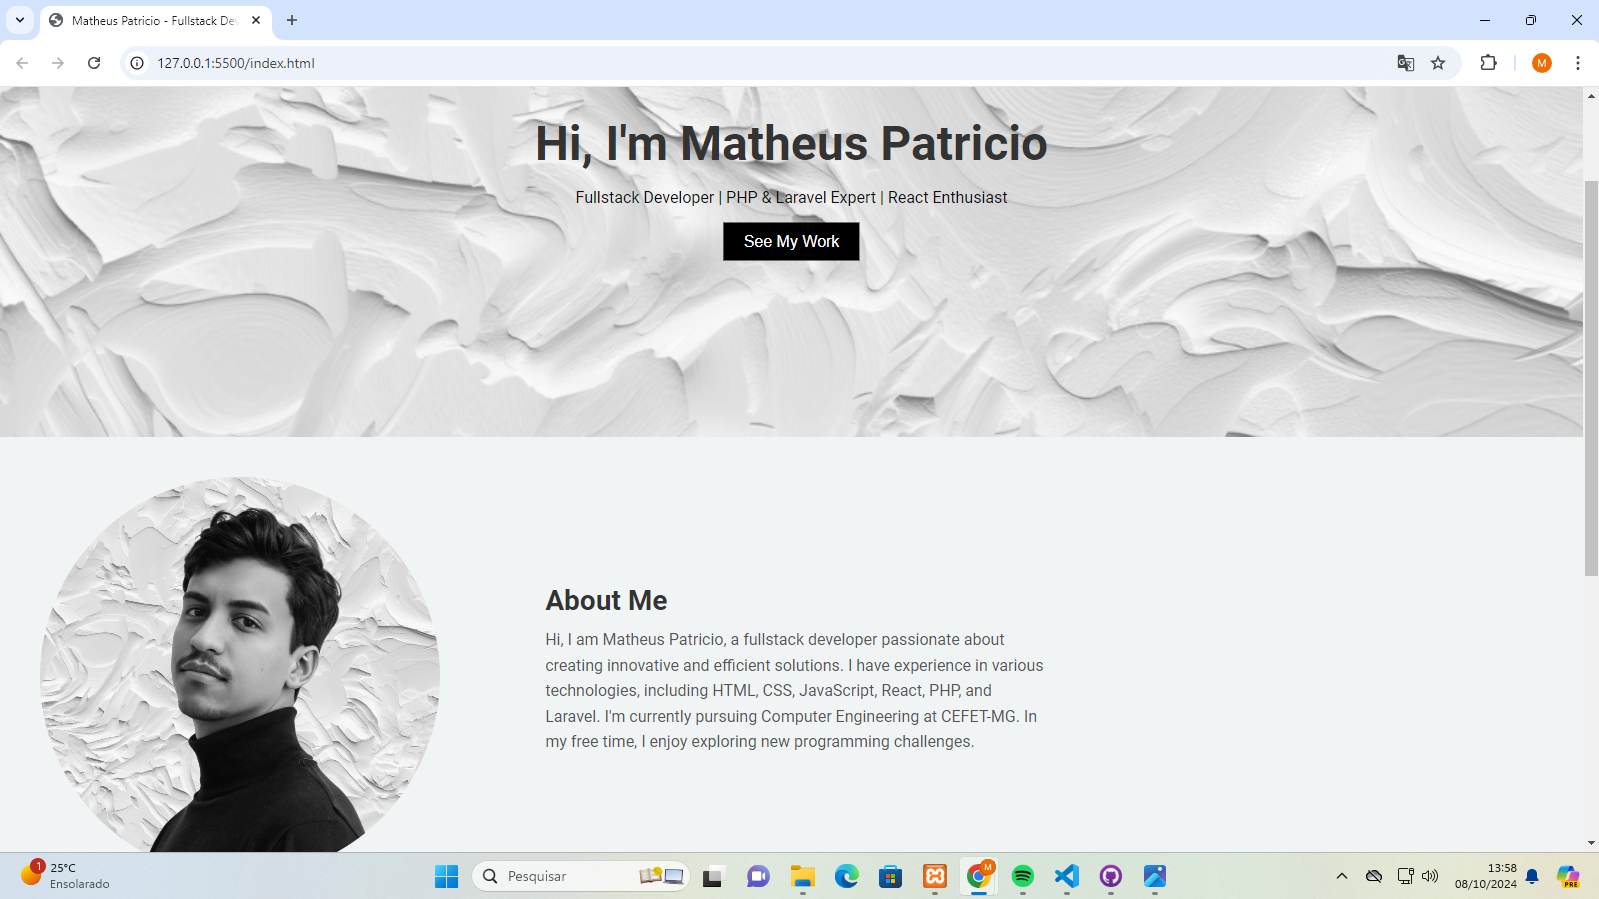 Matheus Patricio - Fullstack De
127.0.0.1:5500/index.html
M
Hi, I'm Matheus Patricio
Fullstack Developer | PHP & Laravel Expert | React Enthusiast
See My Work
About Me
Hi, I am Matheus Patricio, a fullstack developer passionate about
creating innovative and efficient solutions. I have experience in various
technologies, including HTML, CSS, JavaScript, React, PHP, and
Laravel. I'm currently pursuing Computer Engineering at CEFET-MG. In
my free time, I enjoy exploring new programming challenges.
1
25°C
Ensolarado
Pesquisar
M
13:58
08/10/2024
PRE